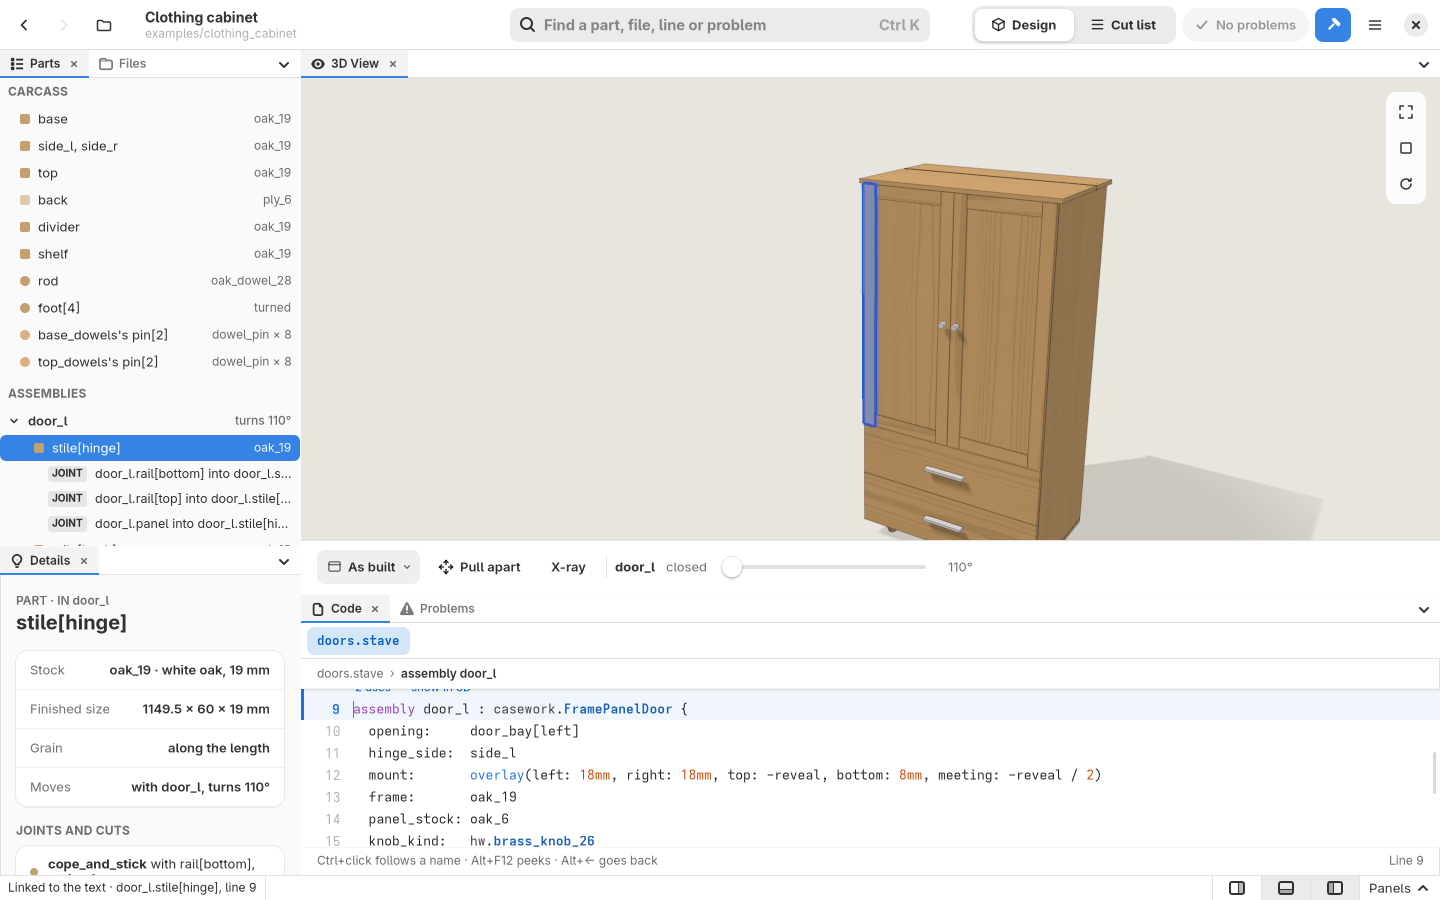 Clothing cabinet
examples/clothing_cabinet
Find a part, file, line or problem Ctrl K
Design Cut list No problems
Parts Files 3D View
CARCASS
base oak_19
side_l, side_r oak_19
top oak_19
back ply_6
divider oak_19
shelf oak_19
rod oak_dowel_28
foot[4] turned
base_dowels's pin[2] dowel_pin × 8
top_dowels's pin[2] dowel_pin × 8
ASSEMBLIES
door_l turns 110°
stile[hinge] oak_19
JOINT door_l.rail[bottom] into door_l.s...
JOINT door_l.rail[top] into door_l.stile[...
JOINT door_l.panel into door_l.stile[hi...
Details
PART · IN door_l
stile[hinge]
Stock oak_19 · white oak, 19 mm
Finished size 1149.5 × 60 × 19 mm
Grain along the length
Moves with door_l, turns 110°
JOINTS AND CUTS
cope_and_stick with rail[bottom],
As built Pull apart X-ray door_l closed 110°
Code Problems
doors.stave
doors.stave › assembly door_l
9 assembly door_l : casework.FramePanelDoor {
10 opening: door_bay[left]
11 hinge_side: side_l
12 mount: overlay(left: 18mm, right: 18mm, top: -reveal, bottom: 8mm, meeting: -reveal / 2)
13 frame: oak_19
14 panel_stock: oak_6
15 knob_kind: hw.brass_knob_26
Ctrl+click follows a name · Alt+F12 peeks · Alt+← goes back Line 9
Linked to the text · door_l.stile[hinge], line 9 Panels